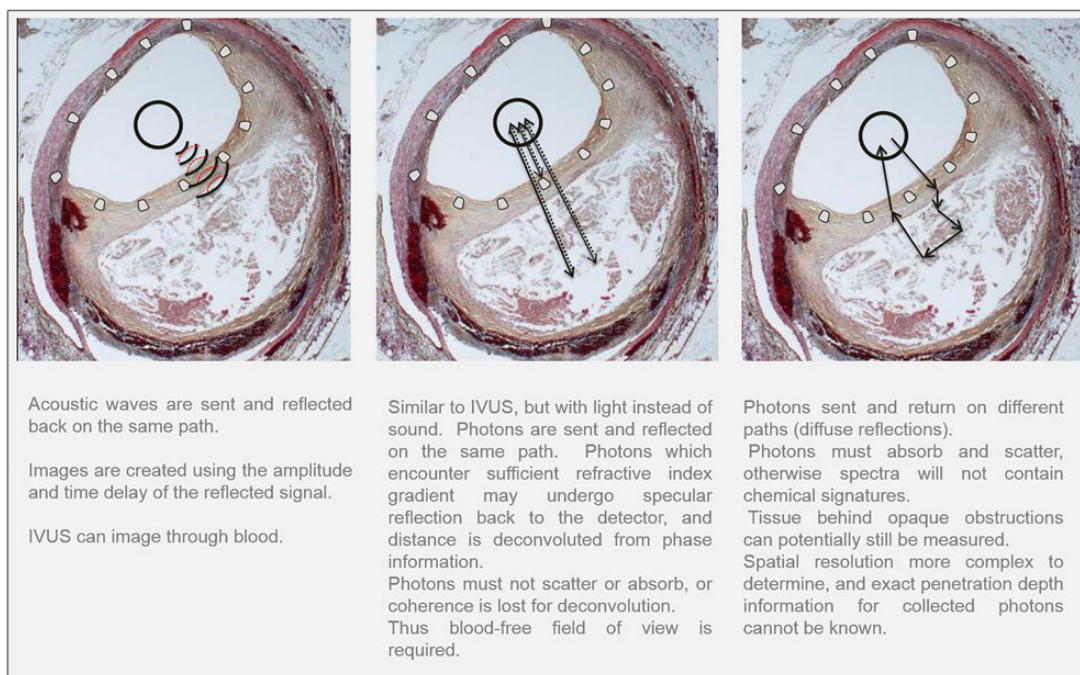 Acoustic waves are sent and reflected
back on the same path.
Images are created using the amplitude
and time delay of the reflected signal.
IVUS can image through blood.
Similar to IVUS, but with light instead of
sound. Photons are sent and reflected
on the same path. Photons which
encounter sufficient refractive index
gradient may undergo specular
reflection back to the detector, and
distance is deconvoluted from phase
information.
Photons must not scatter or absorb, or
coherence is lost for deconvolution.
Thus blood-free field of view is
required.
Photons sent and return on different
paths (diffuse reflections).
Photons must absorb and scatter,
otherwise spectra will not contain
chemical signatures.
Tissue behind opaque obstructions
can potentially still be measured.
Spatial resolution more complex to
determine, and exact penetration depth
information for collected photons
cannot be known.